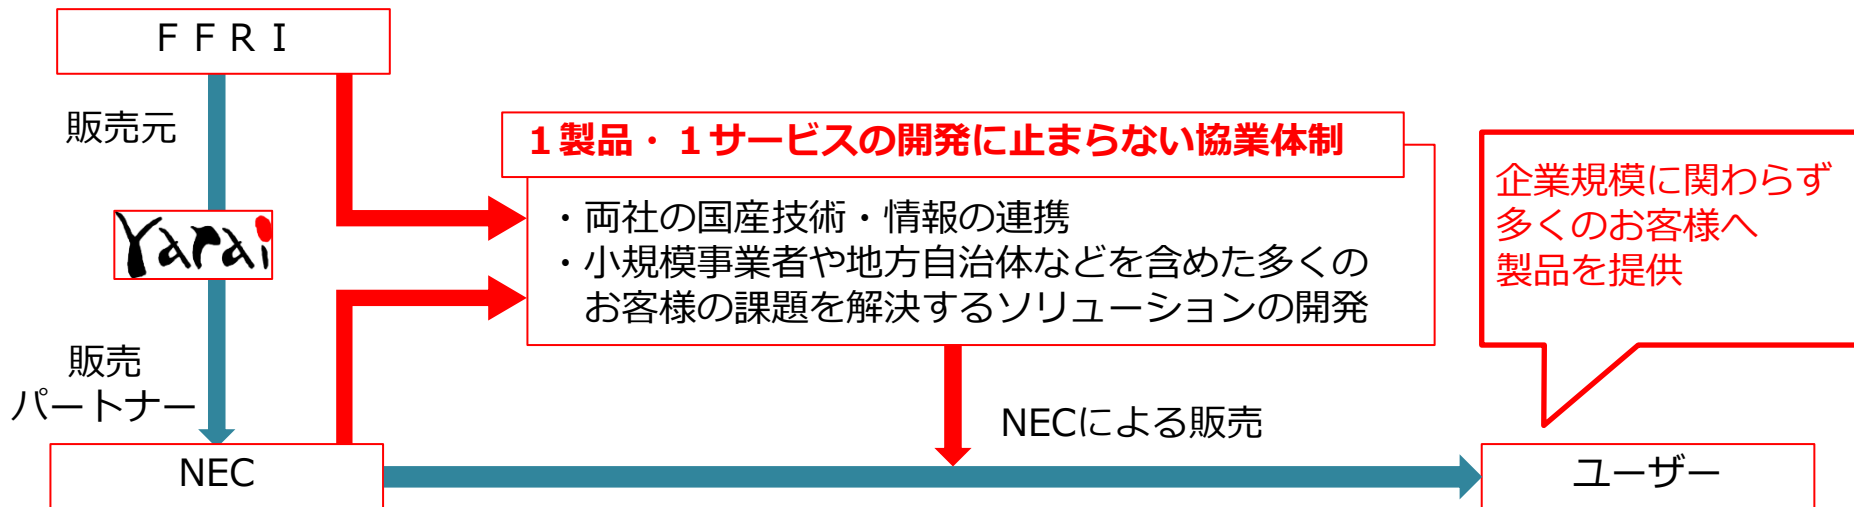 ＦＦＲＩ
販売元
Yarai
販売
パートナー
NEC
１製品・１サービスの開発に止まらない協業体制
・両社の国産技術・情報の連携
・小規模事業者や地方自治体などを含めた多くの
お客様の課題を解決するソリューションの開発
NECによる販売
企業規模に関わらず
多くのお客様へ
製品を提供
ユーザー